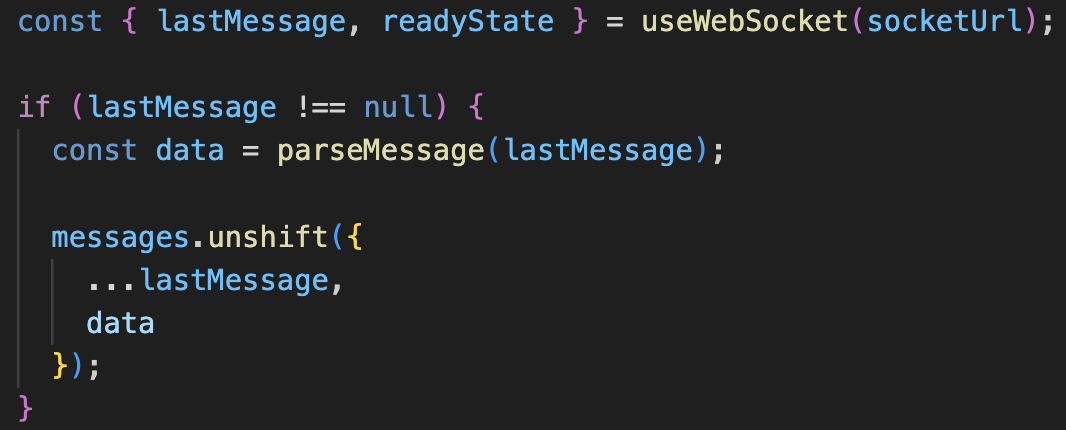 const { lastMessage, readyState } = useWebSocket(socketUrl);
if (lastMessage !== null) {
const data = parseMessage(lastMessage);
messages.unshift({
...lastMessage,
data
});
}